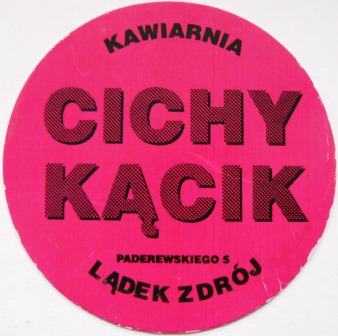 KAWIARNIA
CICHY
KĄCIK
PADEREWSKIEGO 5
LĄDEK ZDRÓJ